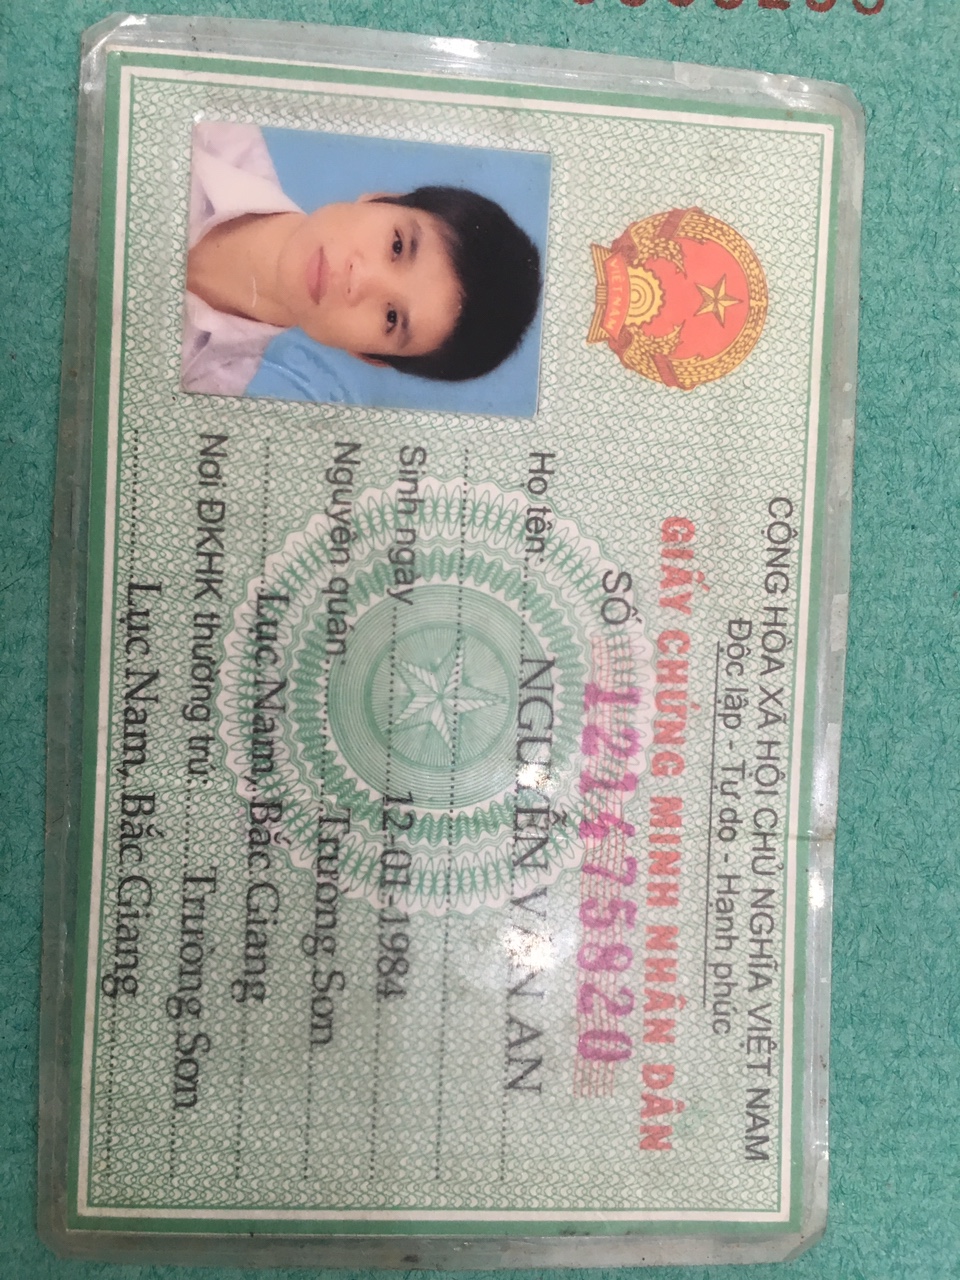 CỘNG HÒA XÃ HỘI CHỦ NGHĨA VIỆT NAM
Độc lập - Tự do - Hạnh phúc
GIẤY CHỨNG MINH NHÂN DÂN
SỐ 121475820
VIỆT NAM
Họ tên: NGUYỄN VĂN AN
Sinh ngày 12-01-1984
Nguyên quán: Trường Sơn
Lục Nam, Bắc Giang
Nơi ĐKHK thường trú: Trường Sơn
Lục Nam, Bắc Giang